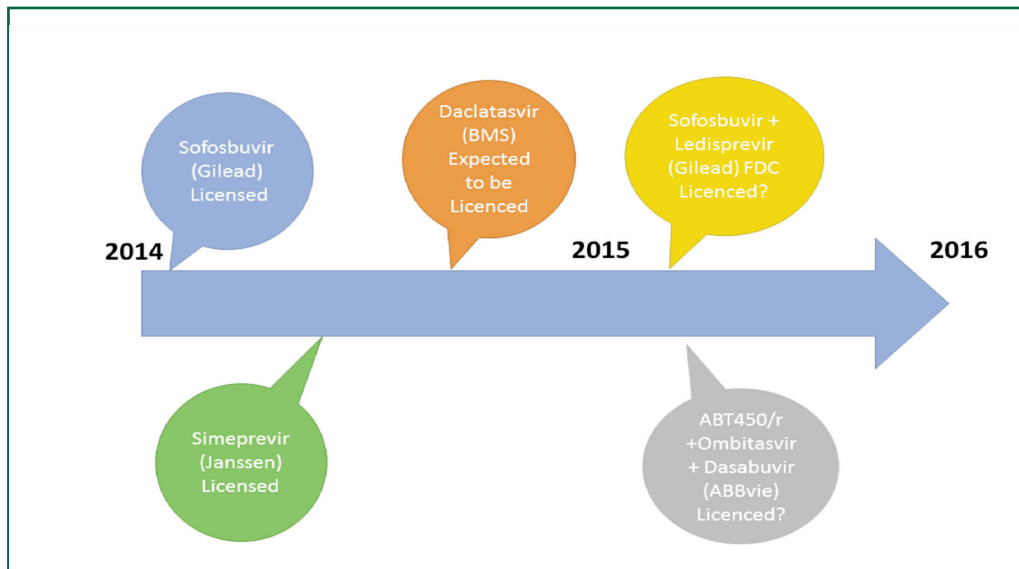 Sofosbuvir
(Gilead)
Licensed
Daclatasvir
(BMS)
Expected
to be
Licenced
Sofosbuvir +
Ledisprevir
(Gilead) FDC
Licenced?
2014
2015
2016
Simeprevir
(Janssen)
Licensed
ABT450/r
+Ombitasvir
+ Dasabuvir
(ABBvie)
Licenced?